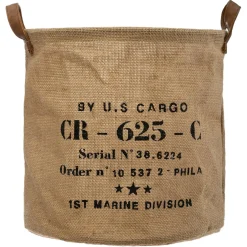 BY U.S CARGO
CR - 625 - C
Serial N° 38.6224
Order n° 10 537 2 - PHILA
1ST MARINE DIVISION